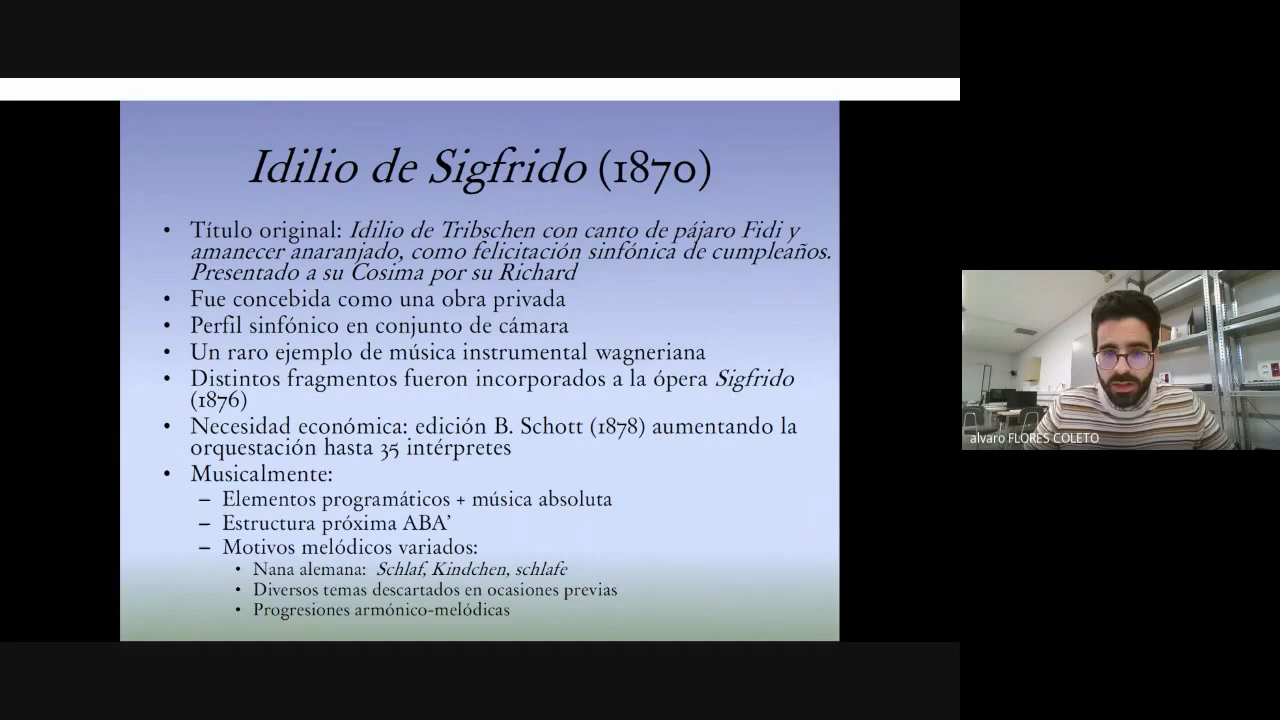 Idilio de Sigfrido (1870)
• Título original: Idilio de Tribschen con canto de pájaro Fidi y
amanecer anaranjado, como felicitación sinfónica de cumpleaños.
Presentado a su Cosima por su Richard
• Fue concebida como una obra privada
• Perfil sinfónico en conjunto de cámara
• Un raro ejemplo de música instrumental wagneriana
• Distintos fragmentos fueron incorporados a la ópera Sigfrido
(1876)
• Necesidad económica: edición B. Schott (1878) aumentando la
orquestación hasta 35 intérpretes
• Musicalmente:
– Elementos programáticos + música absoluta
– Estructura próxima ABA’
– Motivos melódicos variados:
• Nana alemana: Schlaf, Kindchen, schlafe
• Diversos temas descartados en ocasiones previas
• Progresiones armónico-melódicas
alvaro FLORES COLETO